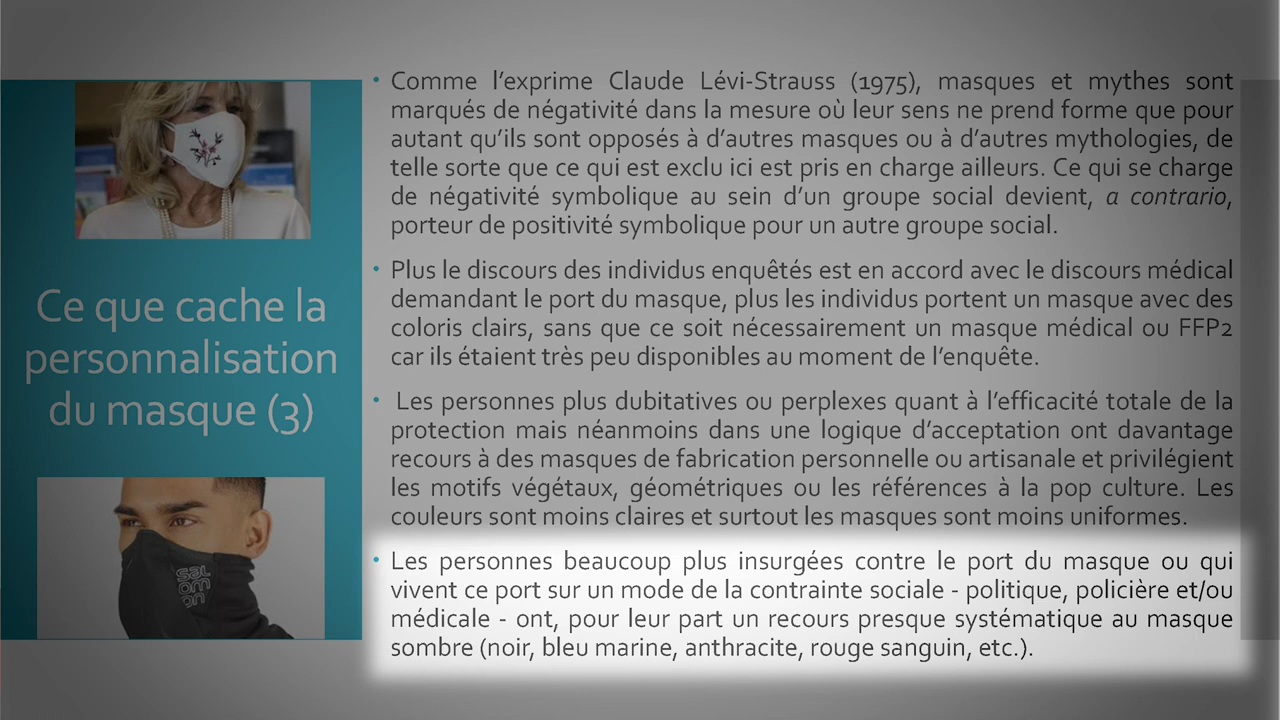 Ce que cache la
personnalisation
du masque (3)
sal
om
on
• Comme l'exprime Claude Lévi-Strauss (1975), masques et mythes sont
marqués de négativité dans la mesure où leur sens ne prend forme que pour
autant qu'ils sont opposés à d'autres masques ou à d'autres mythologies, de
telle sorte que ce qui est exclu ici est pris en charge ailleurs. Ce qui se charge
de négativité symbolique au sein d'un groupe social devient, a contrario,
porteur de positivité symbolique pour un autre groupe social.
• Plus le discours des individus enquêtés est en accord avec le discours médical
demandant le port du masque, plus les individus portent un masque avec des
coloris clairs, sans que ce soit nécessairement un masque médical ou FFP2
car ils étaient très peu disponibles au moment de l'enquête.
• Les personnes plus dubitatives ou perplexes quant à l'efficacité totale de la
protection mais néanmoins dans une logique d'acceptation ont davantage
recours à des masques de fabrication personnelle ou artisanale et privilégient
les motifs végétaux, géométriques ou les références à la pop culture. Les
couleurs sont moins claires et surtout les masques sont moins uniformes.
• Les personnes beaucoup plus insurgées contre le port du masque ou qui
vivent ce port sur un mode de la contrainte sociale - politique, policière et/ou
médicale - ont, pour leur part un recours presque systématique au masque
sombre (noir, bleu marine, anthracite, rouge sanguin, etc.).